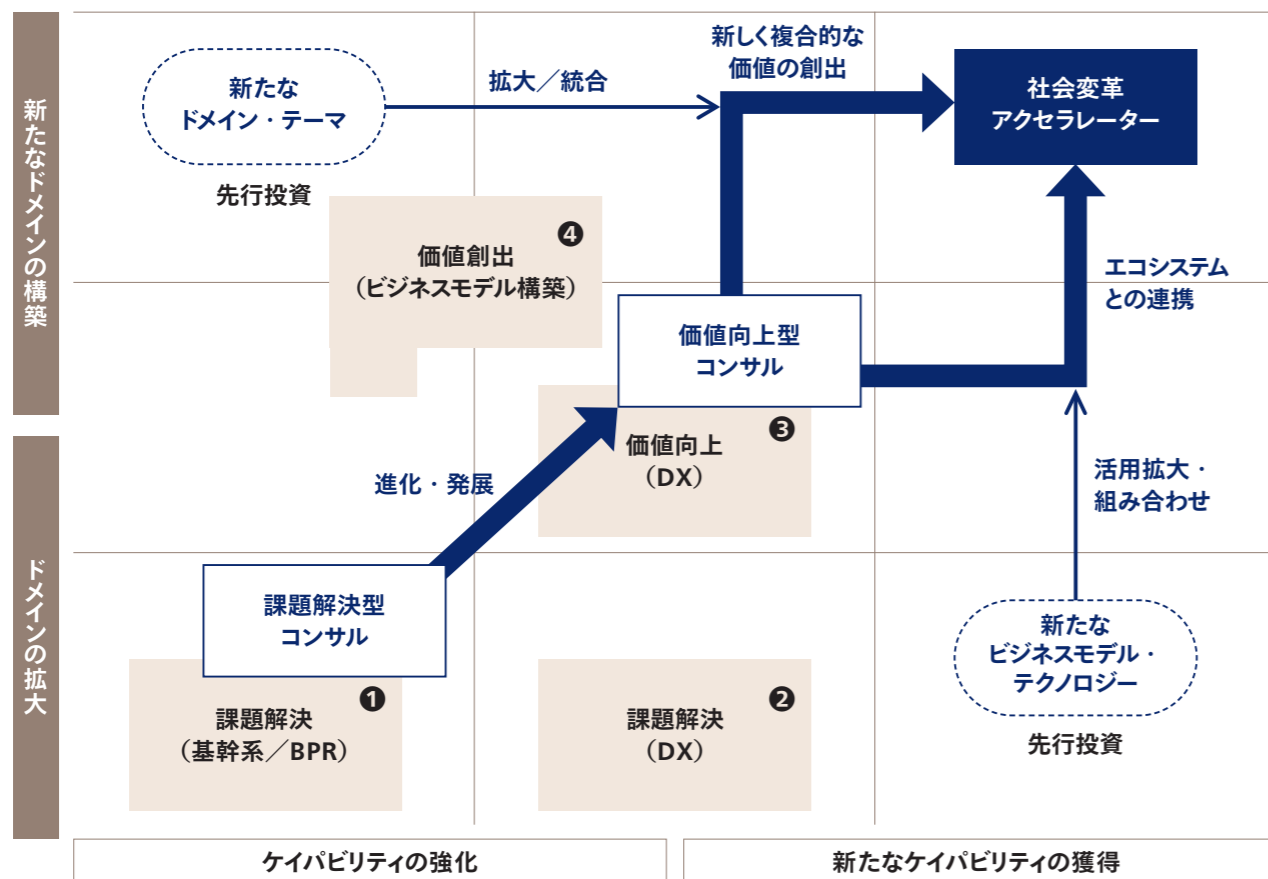 新たなドメインの構築
ドメインの拡大
新たな
ドメイン・テーマ
先行投資
拡大／統合
新しく複合的な
価値の創出
社会変革
アクセラレーター
❹
価値創出
（ビジネスモデル構築）
価値向上型
コンサル
エコシステム
との連携
❸
価値向上
（DX）
進化・発展
活用拡大・
組み合わせ
課題解決型
コンサル
❶
課題解決
（基幹系／BPR）
❷
課題解決
（DX）
新たな
ビジネスモデル・
テクノロジー
先行投資
ケイパビリティの強化
新たなケイパビリティの獲得